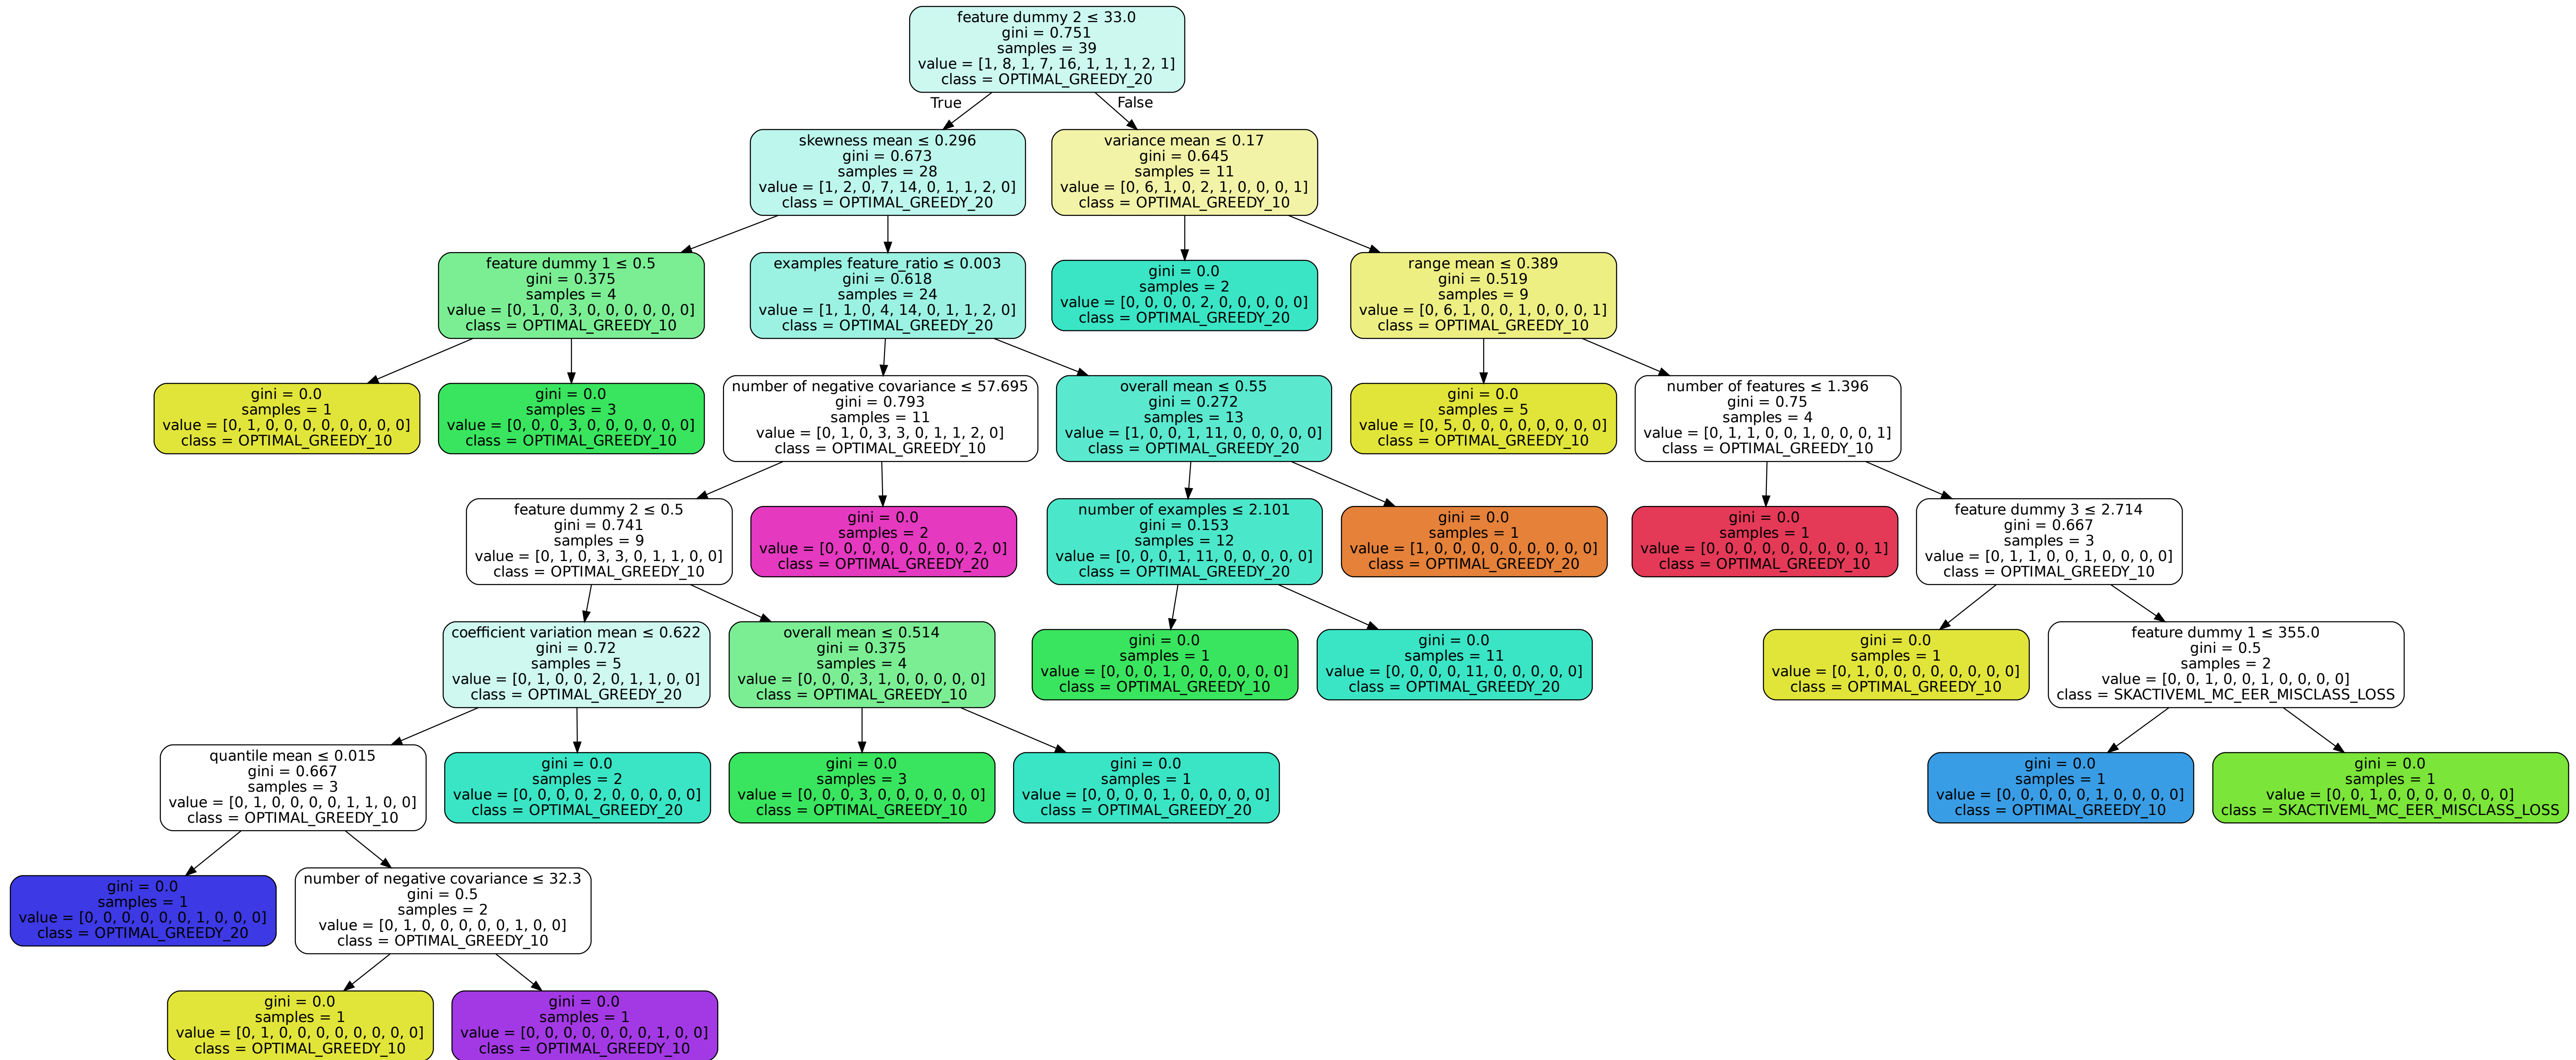 feature dummy 2 ≤ 33.0
gini = 0.751
samples = 39
value = [1, 8, 1, 7, 16, 1, 1, 1, 2, 1]
class = OPTIMAL_GREEDY_20
True
False
skewness mean ≤ 0.296
gini = 0.673
samples = 28
value = [1, 2, 0, 7, 14, 0, 1, 1, 2, 0]
class = OPTIMAL_GREEDY_20
variance mean ≤ 0.17
gini = 0.645
samples = 11
value = [0, 6, 1, 0, 2, 1, 0, 0, 0, 1]
class = OPTIMAL_GREEDY_10
feature dummy 1 ≤ 0.5
gini = 0.375
samples = 4
value = [0, 1, 0, 3, 0, 0, 0, 0, 0, 0]
class = OPTIMAL_GREEDY_10
examples feature_ratio ≤ 0.003
gini = 0.618
samples = 24
value = [1, 1, 0, 4, 14, 0, 1, 1, 2, 0]
class = OPTIMAL_GREEDY_20
gini = 0.0
samples = 2
value = [0, 0, 0, 0, 2, 0, 0, 0, 0, 0]
class = OPTIMAL_GREEDY_20
range mean ≤ 0.389
gini = 0.519
samples = 9
value = [0, 6, 1, 0, 0, 1, 0, 0, 0, 1]
class = OPTIMAL_GREEDY_10
gini = 0.0
samples = 1
value = [0, 1, 0, 0, 0, 0, 0, 0, 0, 0]
class = OPTIMAL_GREEDY_10
gini = 0.0
samples = 3
value = [0, 0, 0, 3, 0, 0, 0, 0, 0, 0]
class = OPTIMAL_GREEDY_10
number of negative covariance ≤ 57.695
gini = 0.793
samples = 11
value = [0, 1, 0, 3, 3, 0, 1, 1, 2, 0]
class = OPTIMAL_GREEDY_10
overall mean ≤ 0.55
gini = 0.272
samples = 13
value = [1, 0, 0, 1, 11, 0, 0, 0, 0, 0]
class = OPTIMAL_GREEDY_20
gini = 0.0
samples = 5
value = [0, 5, 0, 0, 0, 0, 0, 0, 0, 0]
class = OPTIMAL_GREEDY_10
number of features ≤ 1.396
gini = 0.75
samples = 4
value = [0, 1, 1, 0, 0, 1, 0, 0, 0, 1]
class = OPTIMAL_GREEDY_10
feature dummy 2 ≤ 0.5
gini = 0.741
samples = 9
value = [0, 1, 0, 3, 3, 0, 1, 1, 0, 0]
class = OPTIMAL_GREEDY_10
gini = 0.0
samples = 2
value = [0, 0, 0, 0, 0, 0, 0, 0, 2, 0]
class = OPTIMAL_GREEDY_20
number of examples ≤ 2.101
gini = 0.153
samples = 12
value = [0, 0, 0, 1, 11, 0, 0, 0, 0, 0]
class = OPTIMAL_GREEDY_20
gini = 0.0
samples = 1
value = [1, 0, 0, 0, 0, 0, 0, 0, 0, 0]
class = OPTIMAL_GREEDY_20
gini = 0.0
samples = 1
value = [0, 0, 0, 0, 0, 0, 0, 0, 0, 1]
class = OPTIMAL_GREEDY_10
feature dummy 3 ≤ 2.714
gini = 0.667
samples = 3
value = [0, 1, 1, 0, 0, 1, 0, 0, 0, 0]
class = OPTIMAL_GREEDY_10
coefficient variation mean ≤ 0.622
gini = 0.72
samples = 5
value = [0, 1, 0, 0, 2, 0, 1, 1, 0, 0]
class = OPTIMAL_GREEDY_20
overall mean ≤ 0.514
gini = 0.375
samples = 4
value = [0, 0, 0, 3, 1, 0, 0, 0, 0, 0]
class = OPTIMAL_GREEDY_10
gini = 0.0
samples = 1
value = [0, 0, 0, 1, 0, 0, 0, 0, 0, 0]
class = OPTIMAL_GREEDY_10
gini = 0.0
samples = 11
value = [0, 0, 0, 0, 11, 0, 0, 0, 0, 0]
class = OPTIMAL_GREEDY_20
gini = 0.0
samples = 1
value = [0, 1, 0, 0, 0, 0, 0, 0, 0, 0]
class = OPTIMAL_GREEDY_10
feature dummy 1 ≤ 355.0
gini = 0.5
samples = 2
value = [0, 0, 1, 0, 0, 1, 0, 0, 0, 0]
class = SKACTIVEML_MC_EER_MISCLASS_LOSS
quantile mean ≤ 0.015
gini = 0.667
samples = 3
value = [0, 1, 0, 0, 0, 0, 1, 1, 0, 0]
class = OPTIMAL_GREEDY_10
gini = 0.0
samples = 2
value = [0, 0, 0, 0, 2, 0, 0, 0, 0, 0]
class = OPTIMAL_GREEDY_20
gini = 0.0
samples = 3
value = [0, 0, 0, 3, 0, 0, 0, 0, 0, 0]
class = OPTIMAL_GREEDY_10
gini = 0.0
samples = 1
value = [0, 0, 0, 0, 1, 0, 0, 0, 0, 0]
class = OPTIMAL_GREEDY_20
gini = 0.0
samples = 1
value = [0, 0, 0, 0, 0, 1, 0, 0, 0, 0]
class = OPTIMAL_GREEDY_10
gini = 0.0
samples = 1
value = [0, 0, 1, 0, 0, 0, 0, 0, 0, 0]
class = SKACTIVEML_MC_EER_MISCLASS_LOSS
gini = 0.0
samples = 1
value = [0, 0, 0, 0, 0, 0, 1, 0, 0, 0]
class = OPTIMAL_GREEDY_20
number of negative covariance ≤ 32.3
gini = 0.5
samples = 2
value = [0, 1, 0, 0, 0, 0, 0, 1, 0, 0]
class = OPTIMAL_GREEDY_10
gini = 0.0
samples = 1
value = [0, 1, 0, 0, 0, 0, 0, 0, 0, 0]
class = OPTIMAL_GREEDY_10
gini = 0.0
samples = 1
value = [0, 0, 0, 0, 0, 0, 0, 1, 0, 0]
class = OPTIMAL_GREEDY_10